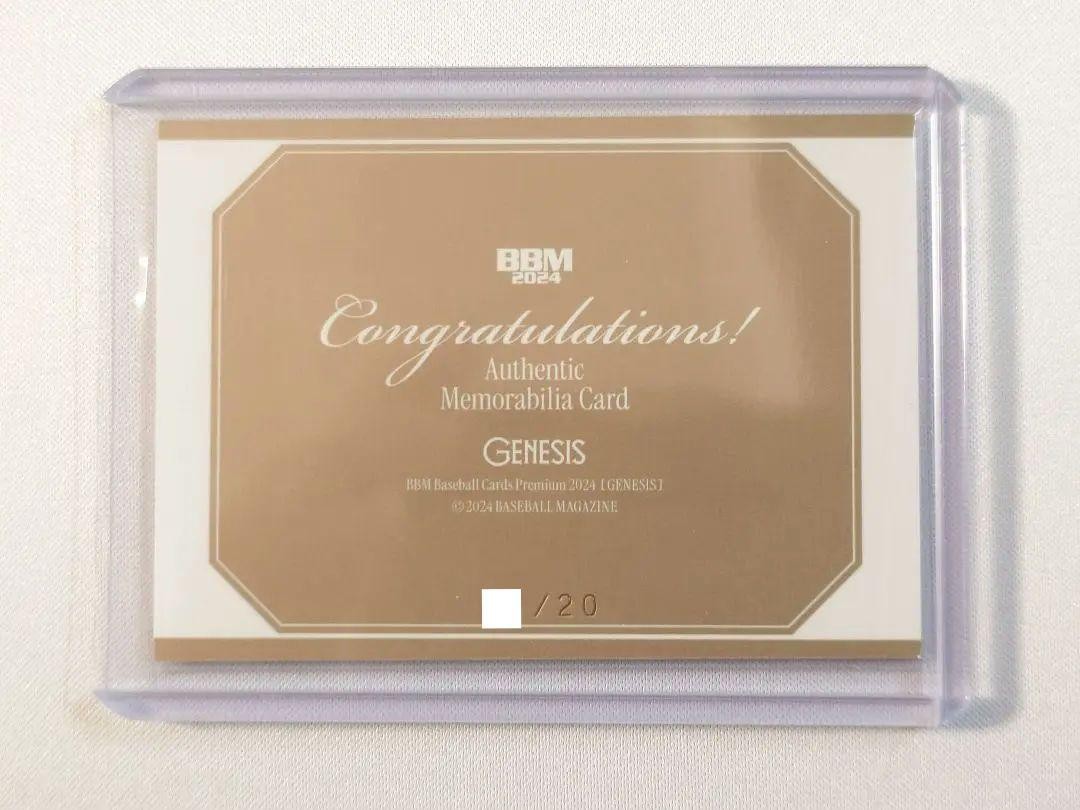 BBM
2024
Congratulations!
Authentic
Memorabilia Card
GENESIS
BBM Baseball Cards Premium 2024 [GENESIS]
© 2024 BASEBALL MAGAZINE
/20